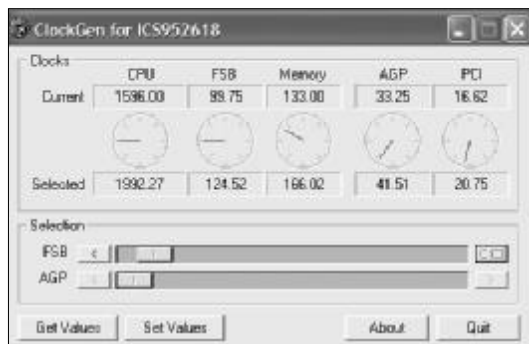 ClockGen for ICS952618
Clocks
CPU FSB Memory AGP PCI
Current 1596.00 99.75 133.00 33.25 16.62
Selected 1992.27 124.52 166.02 41.51 20.75
Selection
FSB <
AGP
Get Values Set Values About Quit